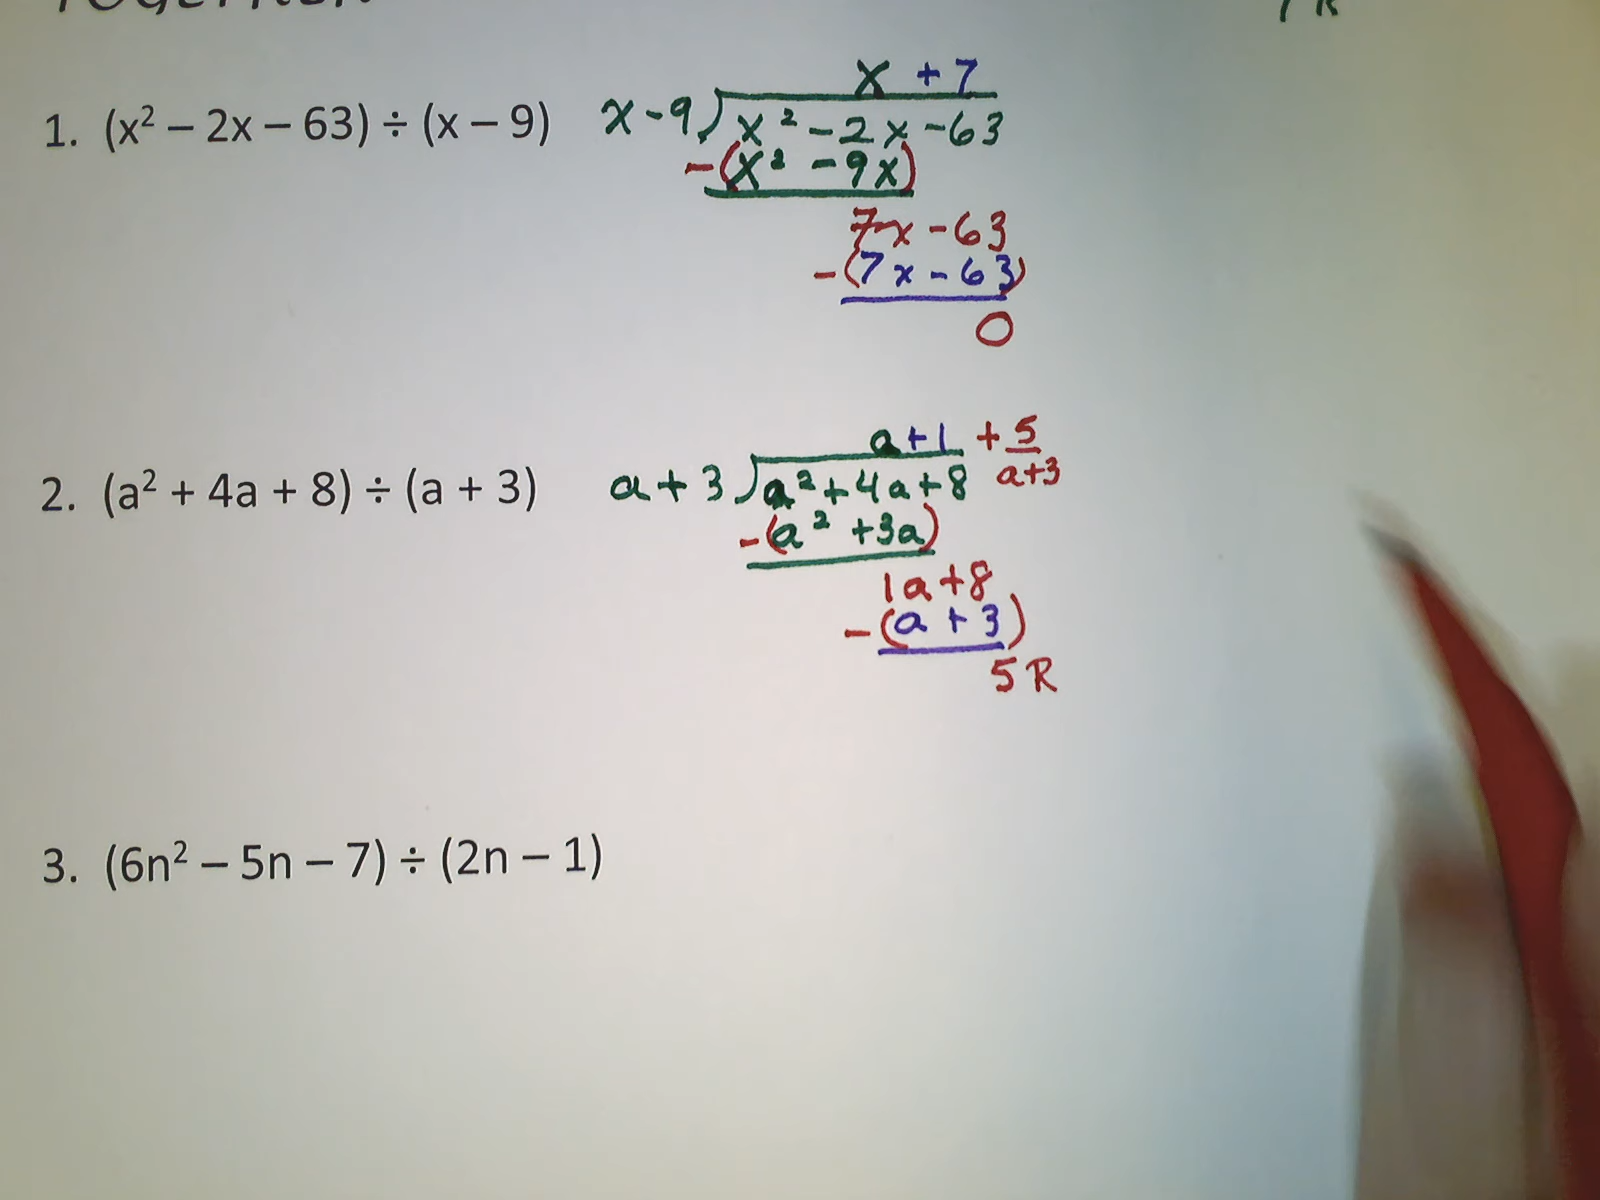 1. (x² – 2x – 63) ÷ (x – 9)
x + 7
x - 9 ) x² - 2x - 63
-(x² - 9x)
7x - 63
-(7x - 63)
0
2. (a² + 4a + 8) ÷ (a + 3)
a + 1 + 5/a+3
a + 3 ) a² + 4a + 8
-(a² + 3a)
1a + 8
-(a + 3)
5 R
3. (6n² – 5n – 7) ÷ (2n – 1)